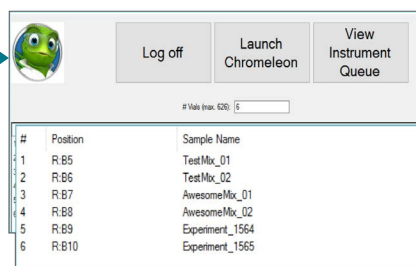 Log off
Launch
Chromeleon
View
Instrument
Queue
# Vials (max. 626): 6
# Position Sample Name
1 R:B5 TestMix_01
2 R:B6 TestMix_02
3 R:B7 AwesomeMix_01
4 R:B8 AwesomeMix_02
5 R:B9 Experiment_1564
6 R:B10 Experiment_1565